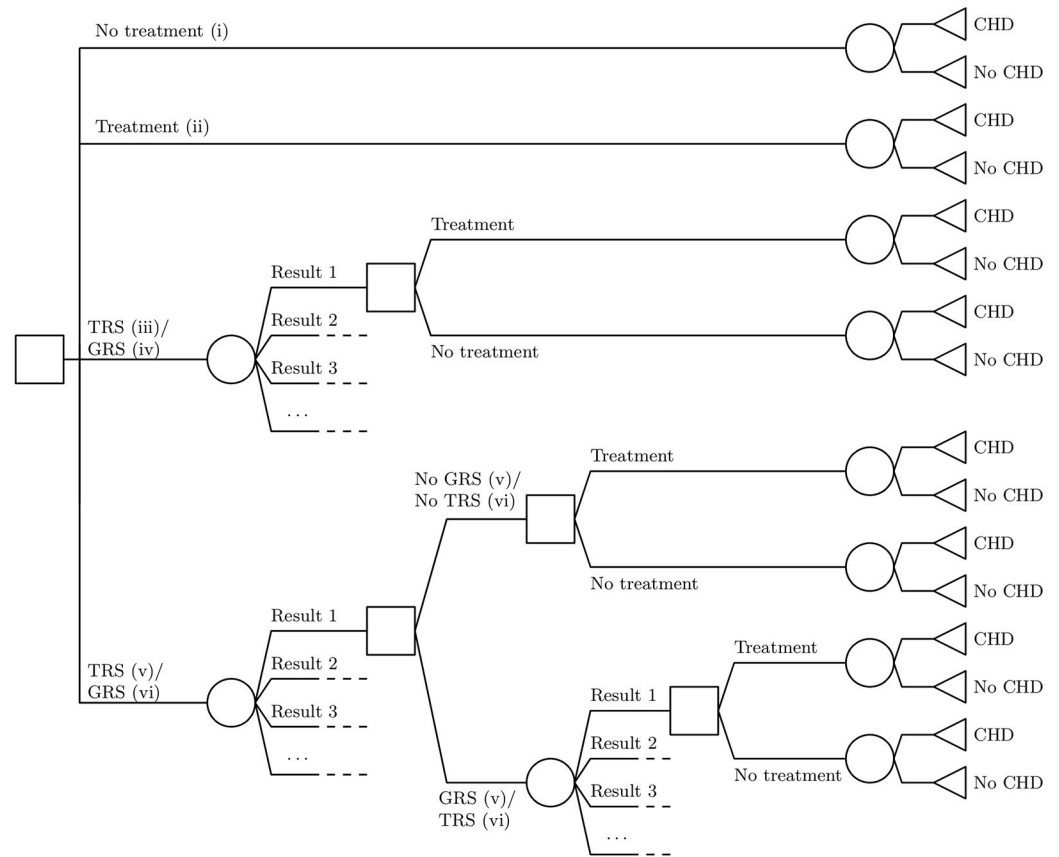 No treatment (i)
CHD
No CHD
Treatment (ii)
CHD
No CHD
TRS (iii)/
GRS (iv)
Result 1
Result 2
Result 3
...
Treatment
CHD
No CHD
No treatment
CHD
No CHD
TRS (v)/
GRS (vi)
Result 1
Result 2
Result 3
...
No GRS (v)/
No TRS (vi)
Treatment
CHD
No CHD
No treatment
CHD
No CHD
GRS (v)/
TRS (vi)
Result 1
Result 2
Result 3
...
Treatment
CHD
No CHD
No treatment
CHD
No CHD